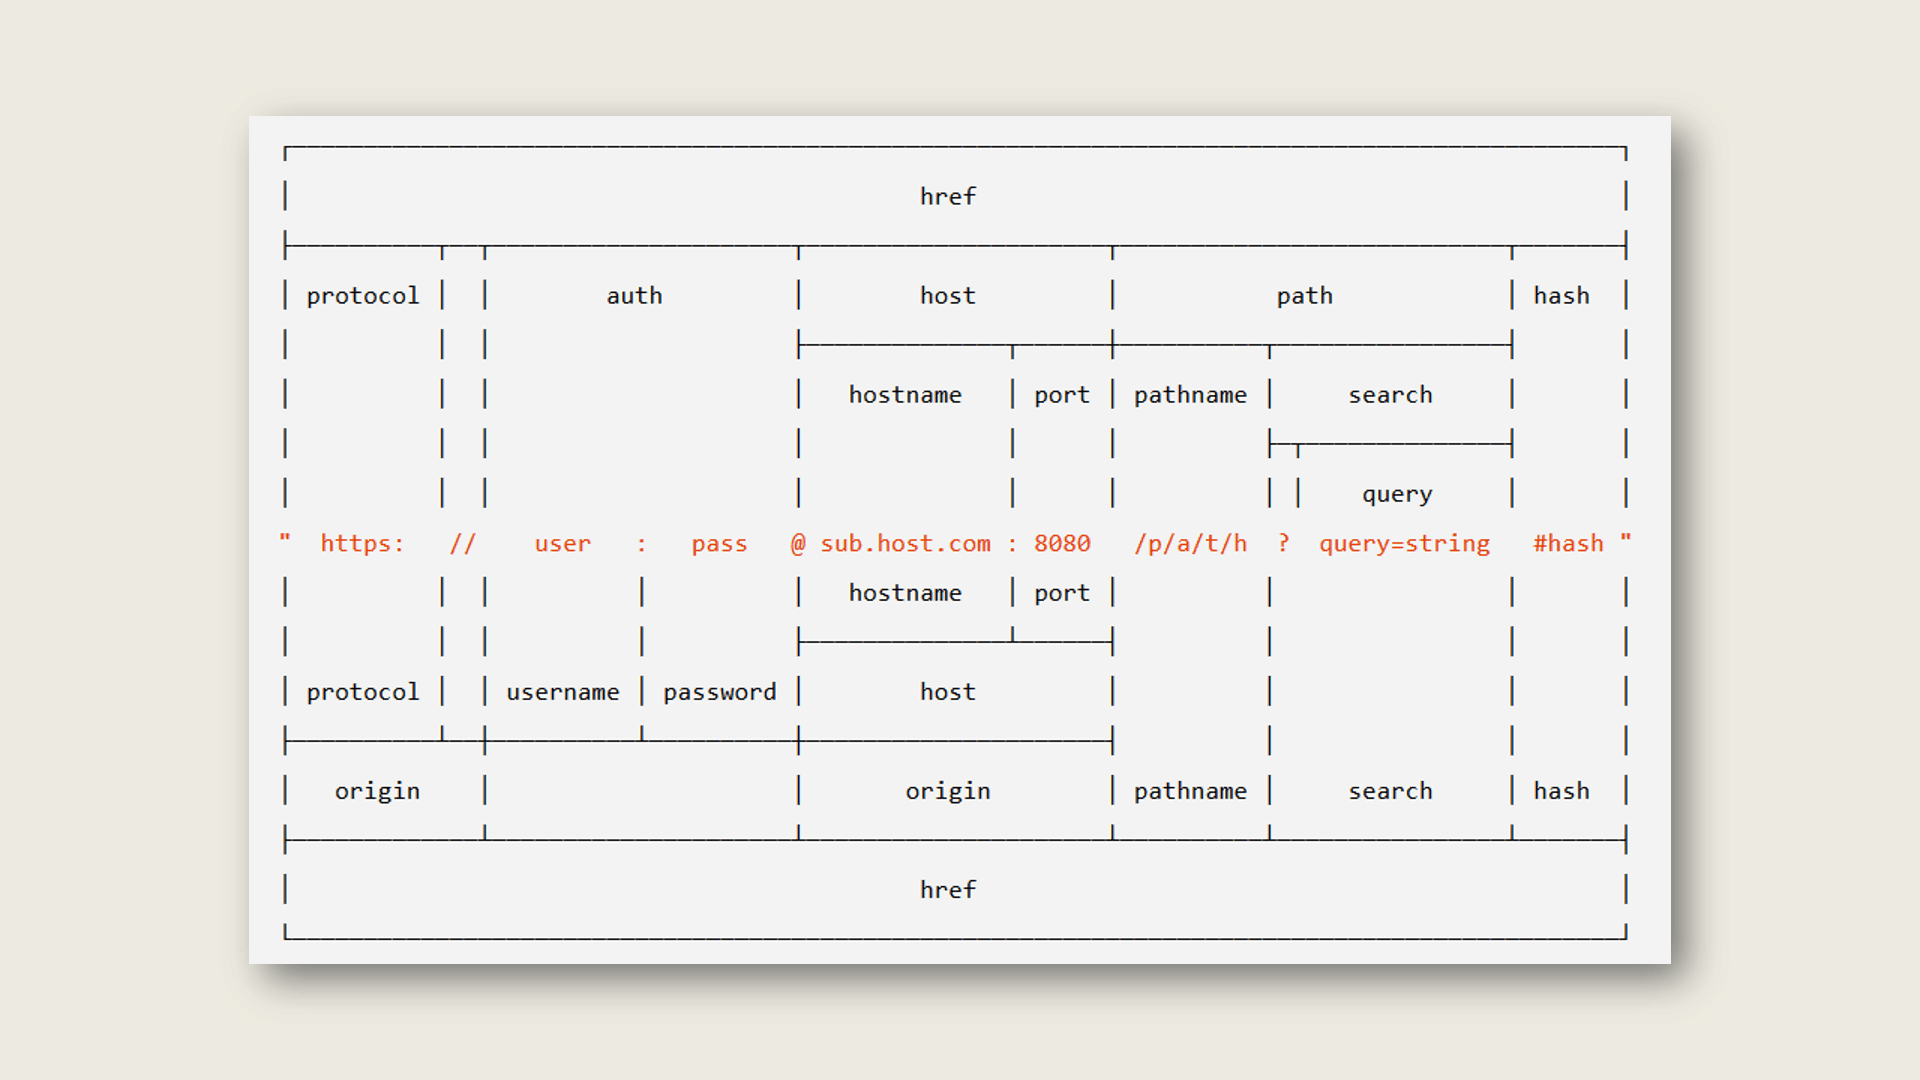 href
protocol auth host path hash
hostname port pathname search
query
" https: // user : pass @ sub.host.com : 8080 /p/a/t/h ? query=string #hash "
hostname port
protocol username password host
origin origin pathname search hash
href